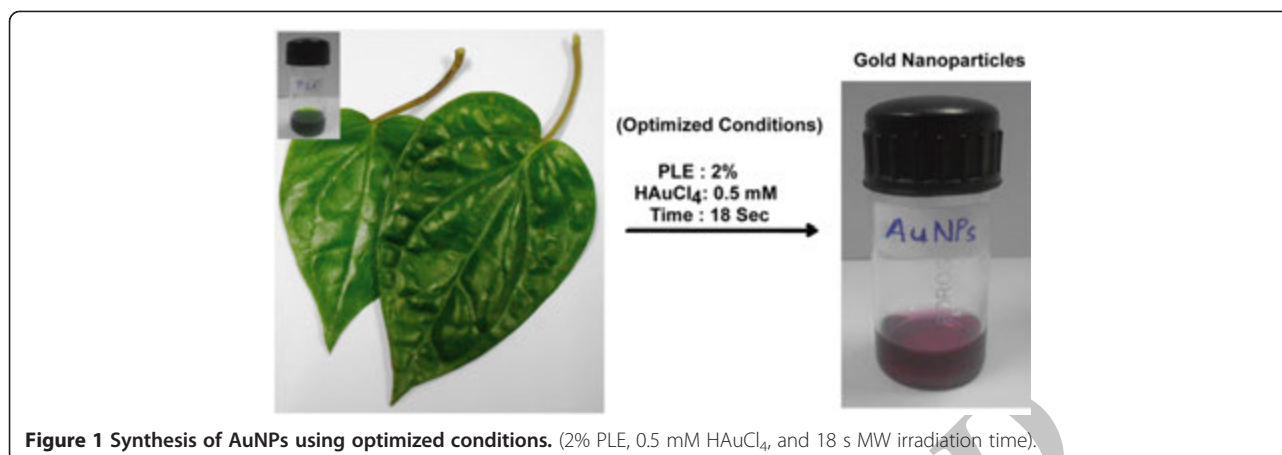 PLE
(Optimized Conditions)
PLE : 2%
HAuCl₄: 0.5 mM
Time : 18 Sec
Gold Nanoparticles
AuNPs
Figure 1 Synthesis of AuNPs using optimized conditions. (2% PLE, 0.5 mM HAuCl₄, and 18 s MW irradiation time).